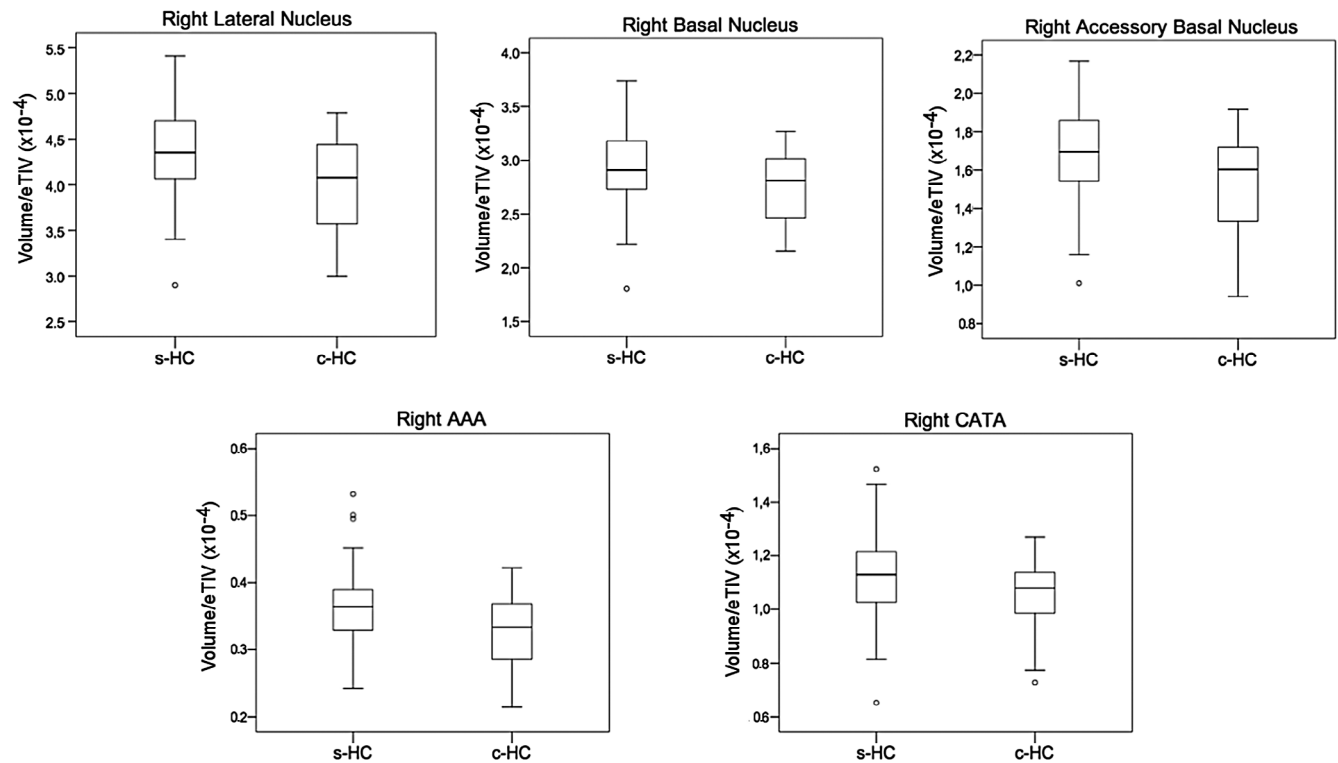 Right Lateral Nucleus
Volume/eTIV (x10-4)
5.5
5.0
4.5
4.0
3.5
3.0
2.5
s-HC
c-HC
Right Basal Nucleus
Volume/eTIV (x10-4)
4.0
3.5
3.0
2.5
2.0
1.5
s-HC
c-HC
Right Accessory Basal Nucleus
Volume/eTIV (x10-4)
2,2
2,0
1.8
1.6
1.4
1,2
1,0
0.8
s-HC
c-HC
Right AAA
Volume/eTIV (x10-4)
0.6
0.5
0.4
0.3
0.2
s-HC
c-HC
Right CATA
Volume/eTIV (x10-4)
1,6
1,4
1,2
1,0
0.8
0.6
s-HC
c-HC